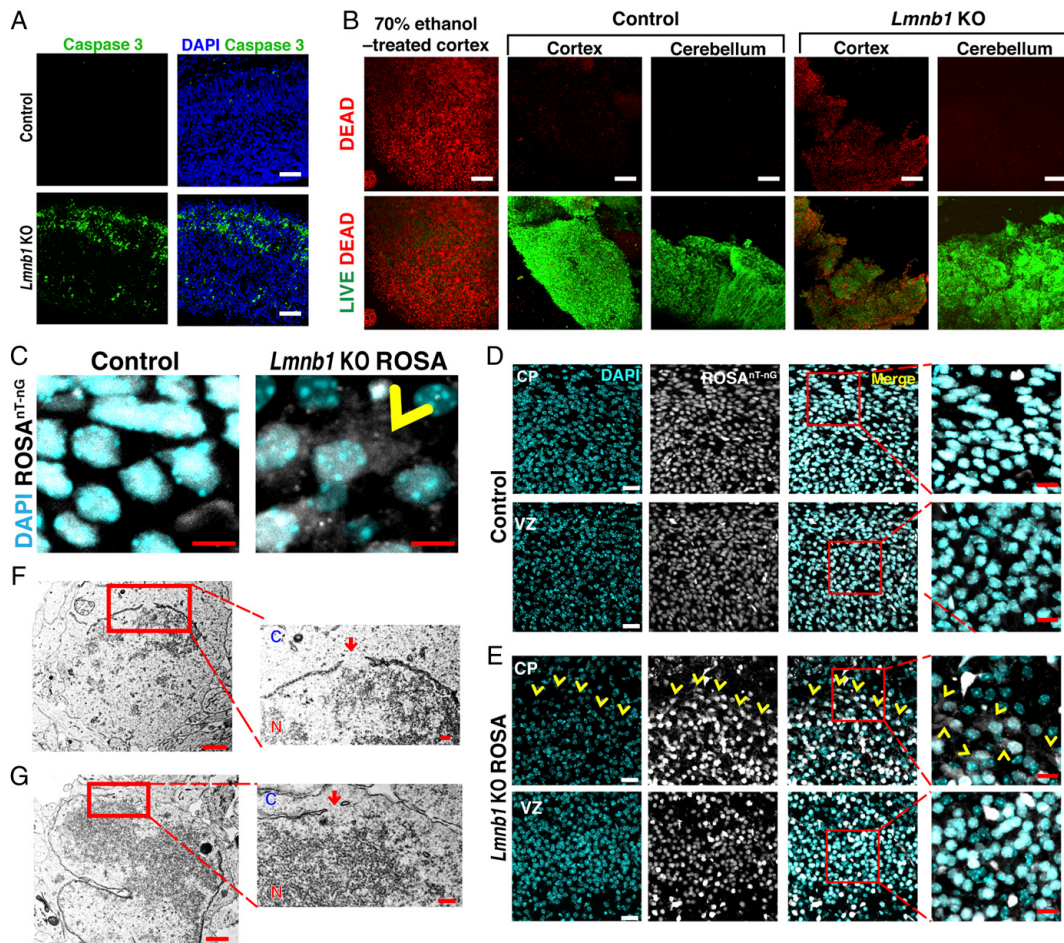 A
Caspase 3
DAPI Caspase 3
Control
Lmnb1 KO
B
70% ethanol
–treated cortex
Control
Lmnb1 KO
Cortex
Cerebellum
Cortex
Cerebellum
DEAD
LIVE DEAD
C
Control
Lmnb1 KO ROSA
DAPI ROSAnT-nG
D
Control
CP
DAPI
ROSAnT-nG
Merge
VZ
E
Lmnb1 KO ROSA
CP
VZ
F
C
N
G
C
N